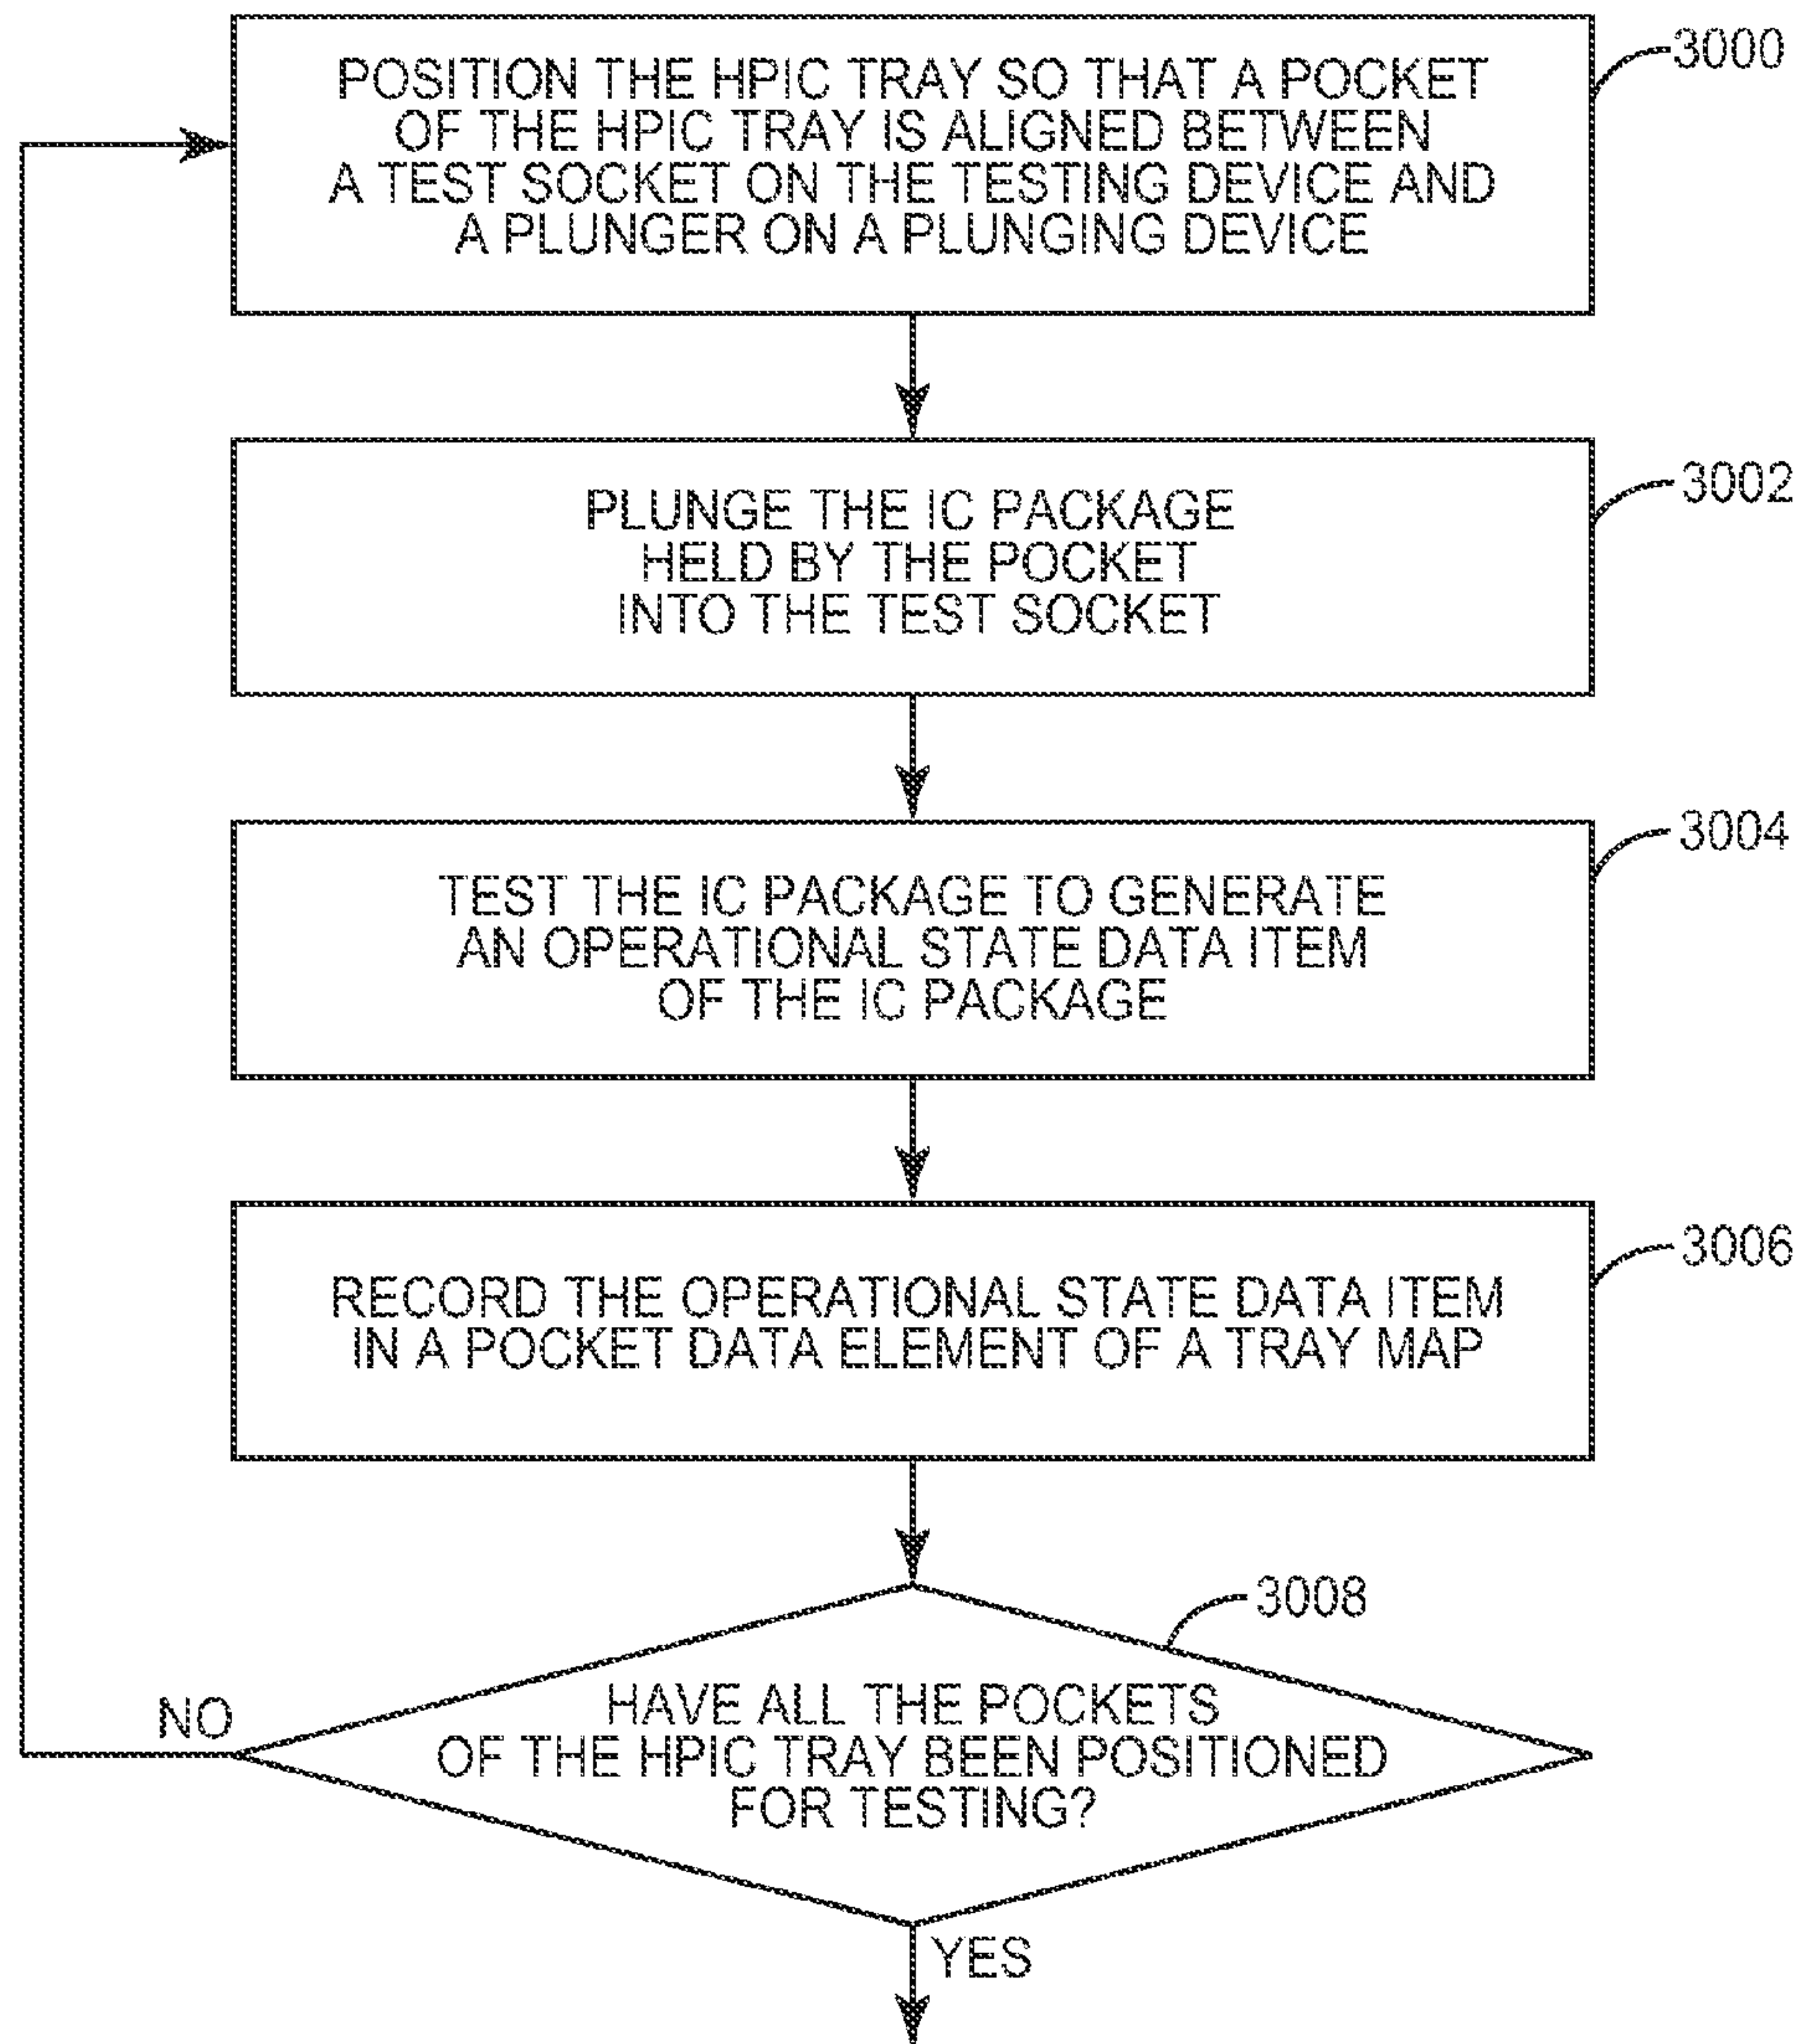 POSITION THE HPIC TRAY SO THAT A POCKET
OF THE HPIC TRAY IS ALIGNED BETWEEN
A TEST SOCKET ON THE TESTING DEVICE AND
A PLUNGER ON A PLUNGING DEVICE
3000
PLUNGE THE IC PACKAGE
HELD BY THE POCKET
INTO THE TEST SOCKET
3002
TEST THE IC PACKAGE TO GENERATE
AN OPERATIONAL STATE DATA ITEM
OF THE IC PACKAGE
3004
RECORD THE OPERATIONAL STATE DATA ITEM
IN A POCKET DATA ELEMENT OF A TRAY MAP
3006
3008
HAVE ALL THE POCKETS
OF THE HPIC TRAY BEEN POSITIONED
FOR TESTING?
NO
YES